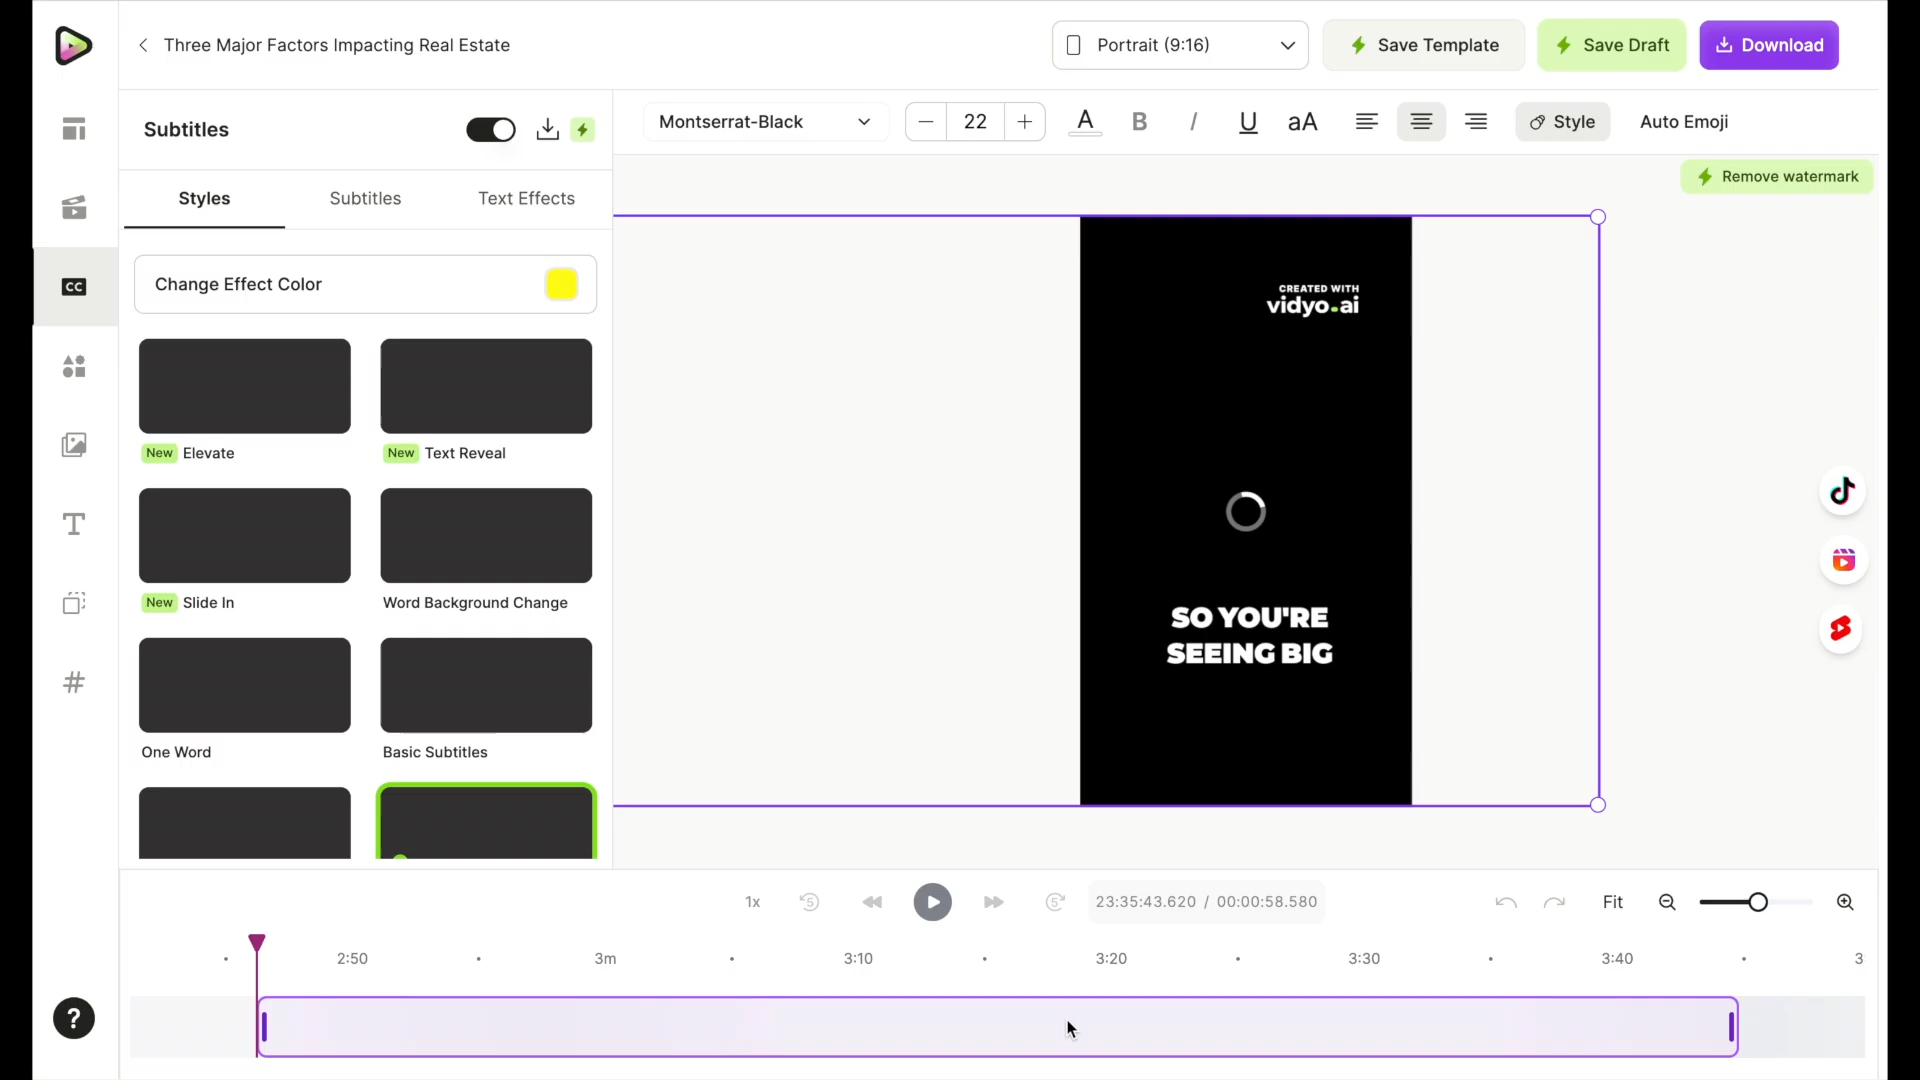 Three Major Factors Impacting Real Estate
Portrait (9:16)
Save Template
Save Draft
Download
Subtitles
Montserrat-Black
22
A
B
I
U
aA
Style
Auto Emoji
Remove watermark
Styles
Subtitles
Text Effects
Change Effect Color
CC
CREATED WITH
vidyo.ai
New Elevate
New Text Reveal
New Slide In
Word Background Change
T
SO YOU'RE
SEEING BIG
One Word
Basic Subtitles
#
1x
5
5
23:35:43.620 / 00:00:58.580
Fit
2:50
3m
3:10
3:20
3:30
3:40
3
?